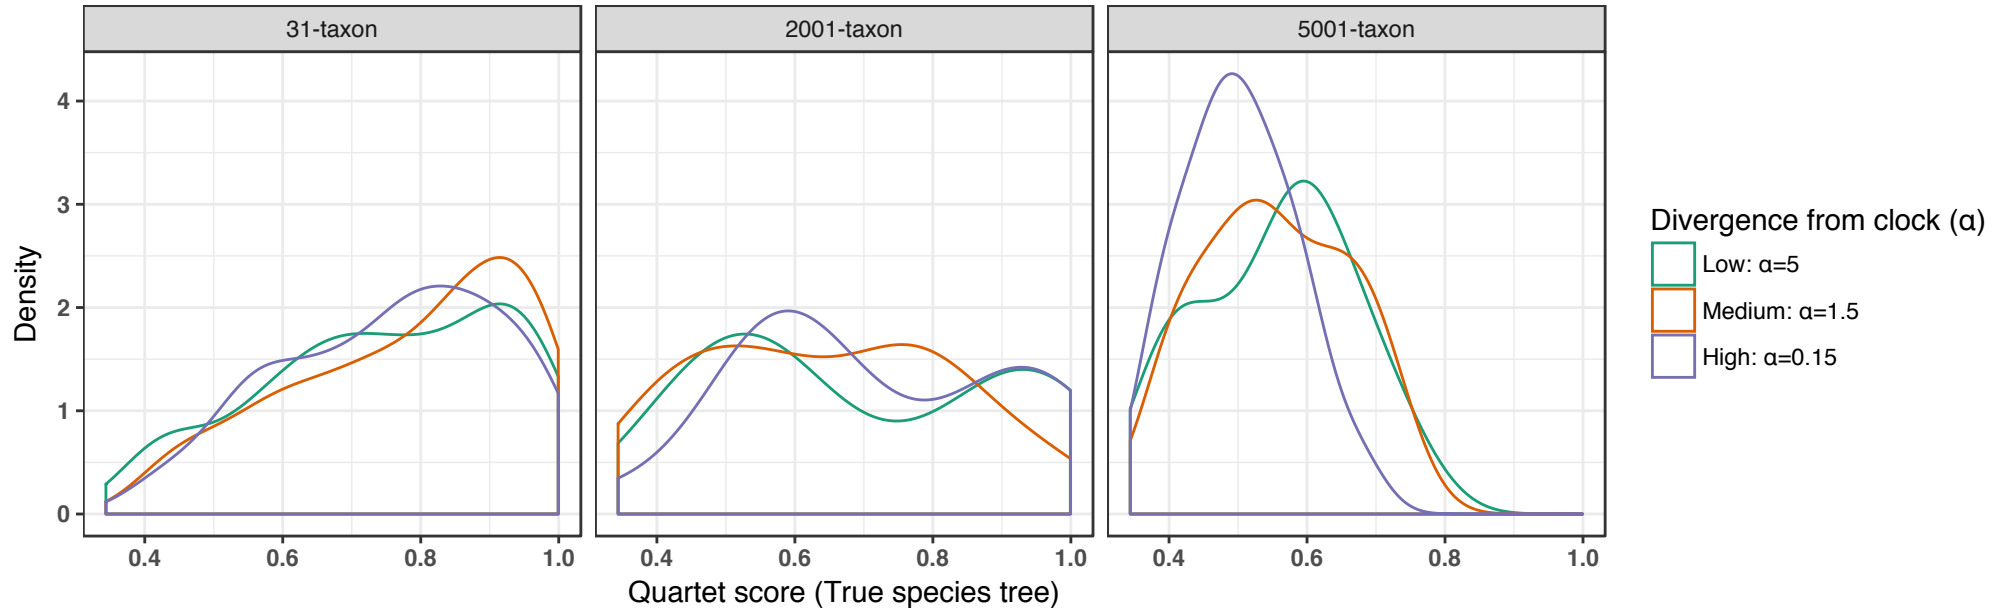 31-taxon 2001-taxon 5001-taxon
4
3
2
1
0
Density
0.4 0.6 0.8 1.0 0.4 0.6 0.8 1.0 0.4 0.6 0.8 1.0
Quartet score (True species tree)
Divergence from clock (α)
Low: α=5
Medium: α=1.5
High: α=0.15